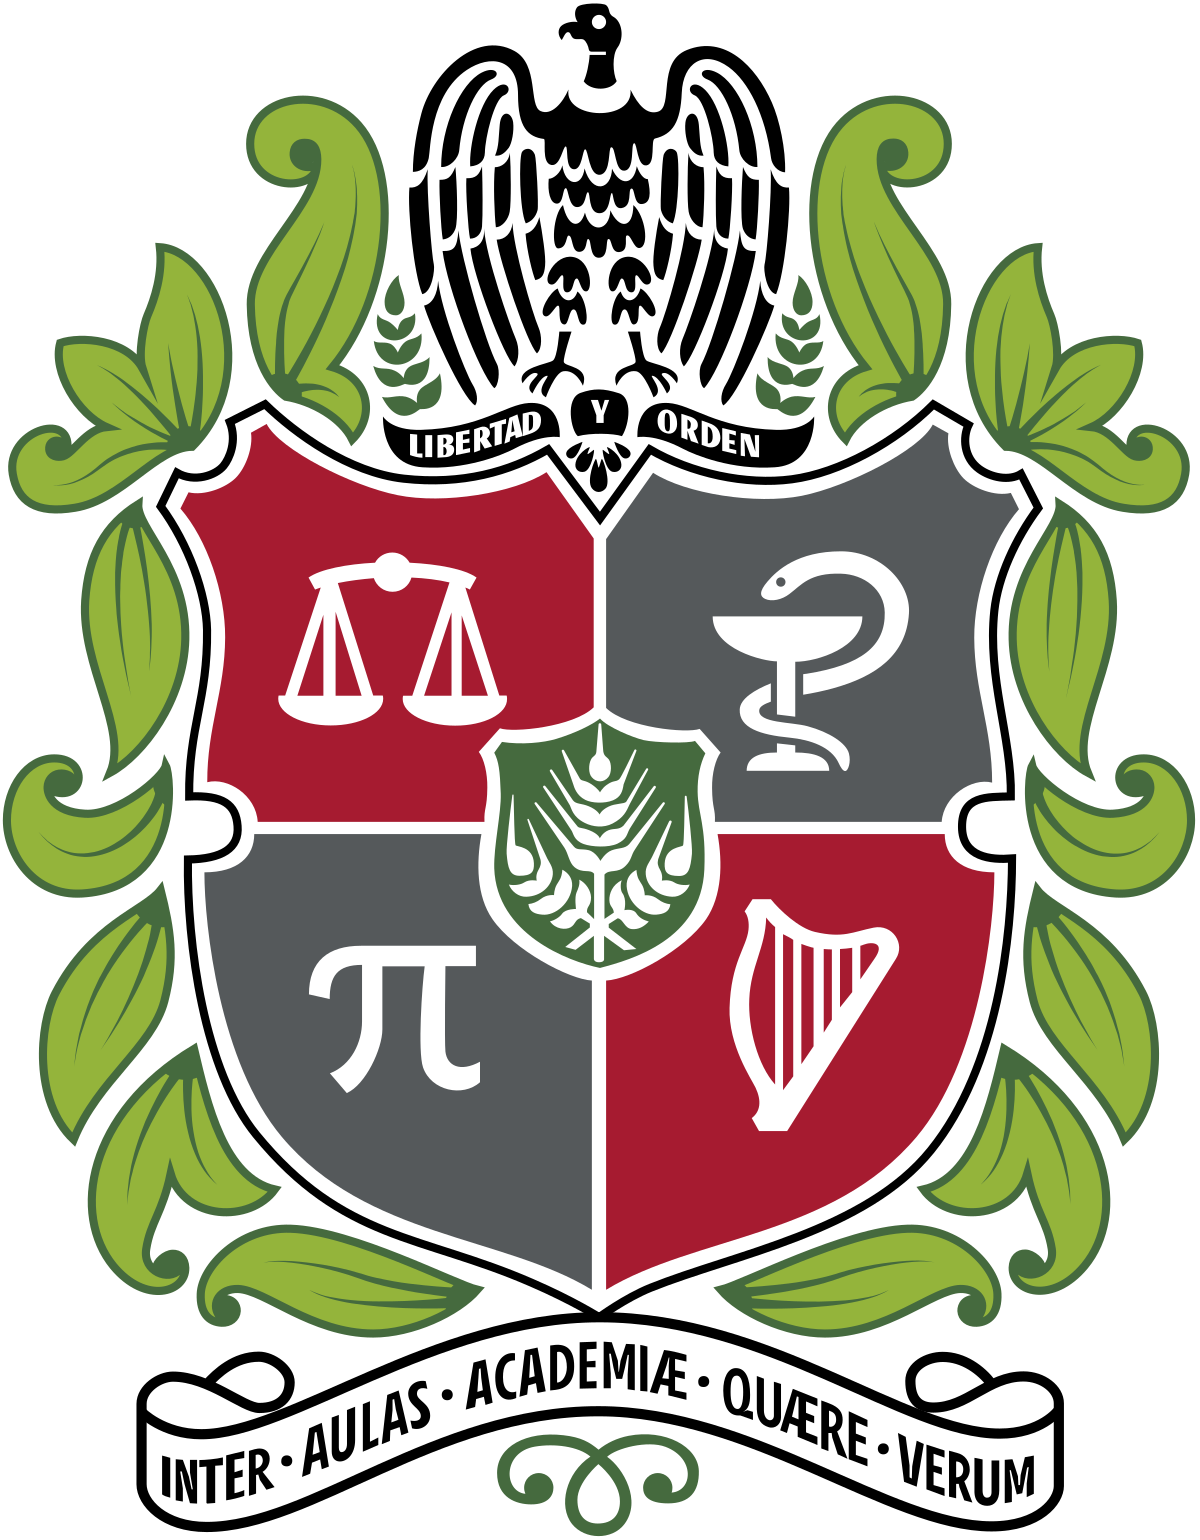 LIBERTAD Y ORDEN
π
INTER · AULAS · ACADEMIÆ · QUÆRE · VERUM